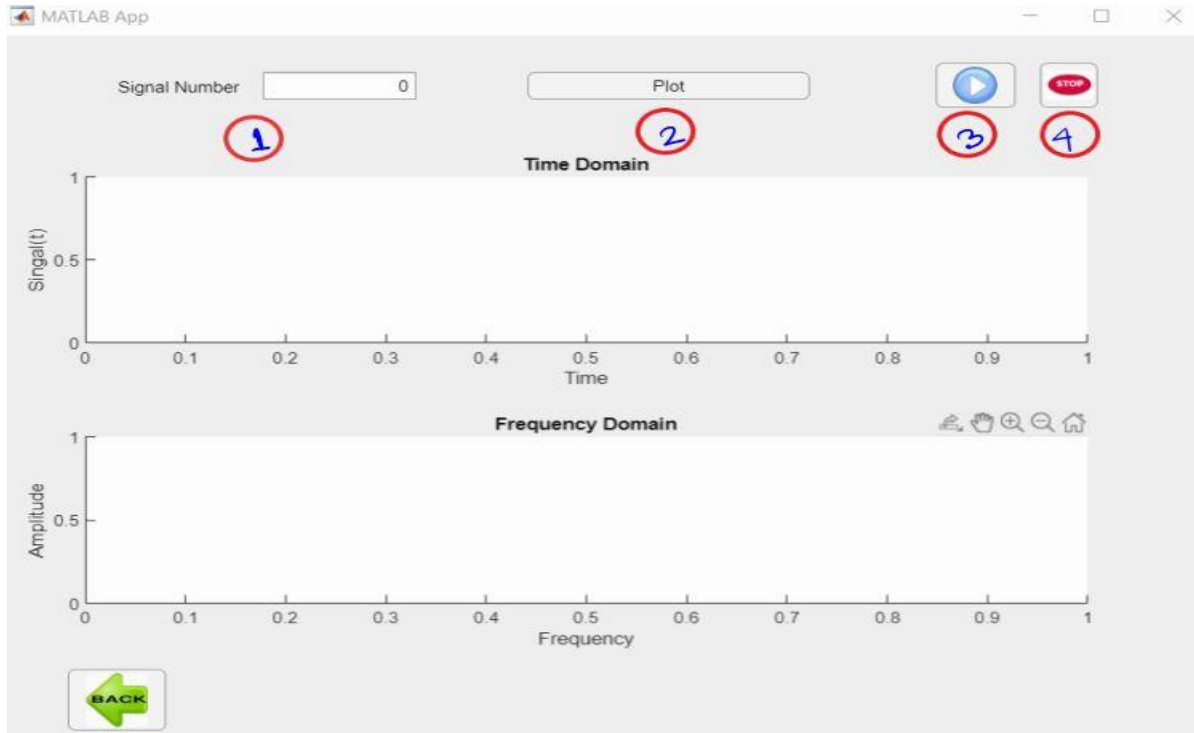 MATLAB App
Signal Number 0 Plot STOP
1 2 3 4
Time Domain
1
0.5
0
Singal(t)
0 0.1 0.2 0.3 0.4 0.5 0.6 0.7 0.8 0.9 1
Time
Frequency Domain
1
0.5
0
Amplitude
0 0.1 0.2 0.3 0.4 0.5 0.6 0.7 0.8 0.9 1
Frequency
BACK